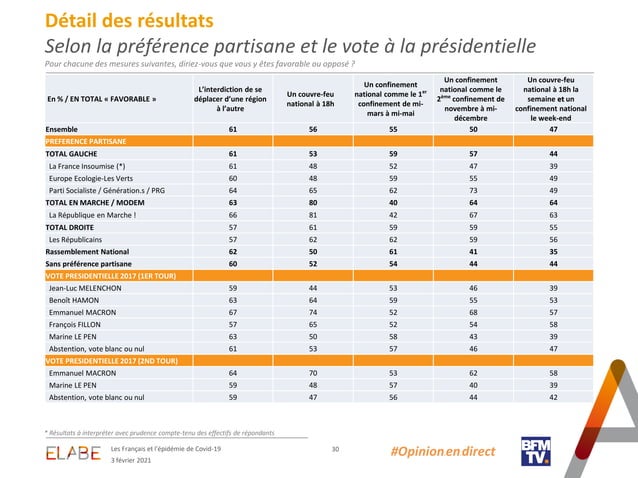 Détail des résultats
Selon la préférence partisane et le vote à la présidentielle
Pour chacune des mesures suivantes, diriez-vous que vous y êtes favorable ou opposé ?
En % / EN TOTAL « FAVORABLE » L'interdiction de se déplacer d'une région à l'autre Un couvre-feu national à 18h Un confinement national comme le 1er confinement de mi-mars à mi-mai Un confinement national comme le 2ème confinement de novembre à mi-décembre Un couvre-feu national à 18h la semaine et un confinement national le week-end
Ensemble 61 56 55 50 47
PREFERENCE PARTISANE
TOTAL GAUCHE 61 53 59 57 44
La France Insoumise (*) 61 48 52 47 39
Europe Ecologie-Les Verts 60 48 59 55 49
Parti Socialiste / Génération.s / PRG 64 65 62 73 49
TOTAL EN MARCHE / MODEM 63 80 40 64 64
La République en Marche ! 66 81 42 67 63
TOTAL DROITE 57 61 59 59 55
Les Républicains 57 62 62 59 56
Rassemblement National 62 50 61 41 35
Sans préférence partisane 60 52 54 44 44
VOTE PRESIDENTIELLE 2017 (1ER TOUR)
Jean-Luc MELENCHON 59 44 53 46 39
Benoît HAMON 63 64 59 55 53
Emmanuel MACRON 67 74 52 68 57
François FILLON 57 65 52 54 58
Marine LE PEN 63 50 58 43 39
Abstention, vote blanc ou nul 61 53 57 46 47
VOTE PRESIDENTIELLE 2017 (2ND TOUR)
Emmanuel MACRON 64 70 53 62 58
Marine LE PEN 59 48 57 40 39
Abstention, vote blanc ou nul 59 47 56 44 42
* Résultats à interpréter avec prudence compte-tenu des effectifs de répondants
ELABE
Les Français et l'épidémie de Covid-19
3 février 2021
30
#Opinion en direct
BFM
TV.